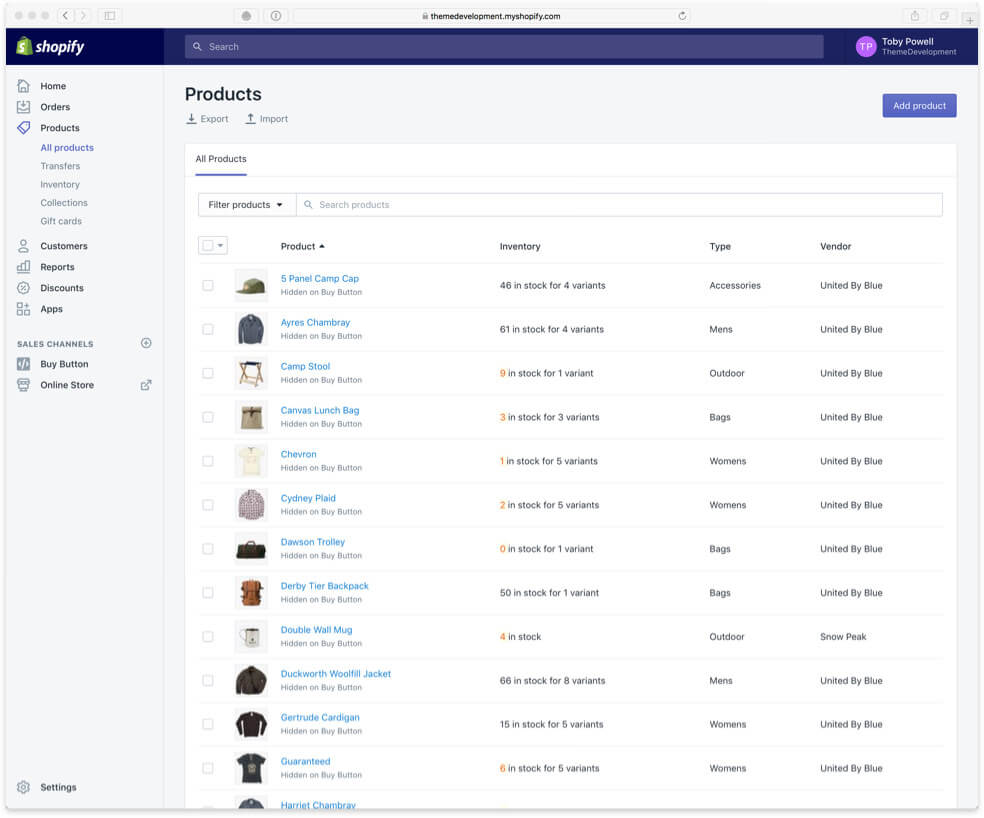 themedevelopment.myshopify.com
shopify
Search
TP
Toby Powell
ThemeDevelopment
Home
Orders
Products
All products
Transfers
Inventory
Collections
Gift cards
Customers
Reports
Discounts
Apps
SALES CHANNELS
Buy Button
Online Store
Settings
Products
Export Import
Add product
All Products
Filter products Search products
Product Inventory Type Vendor
5 Panel Camp Cap
Hidden on Buy Button
46 in stock for 4 variants Accessories United By Blue
Ayres Chambray
Hidden on Buy Button
61 in stock for 4 variants Mens United By Blue
Camp Stool
Hidden on Buy Button
9 in stock for 1 variant Outdoor United By Blue
Canvas Lunch Bag
Hidden on Buy Button
3 in stock for 3 variants Bags United By Blue
Chevron
Hidden on Buy Button
1 in stock for 5 variants Womens United By Blue
Cydney Plaid
Hidden on Buy Button
2 in stock for 5 variants Womens United By Blue
Dawson Trolley
Hidden on Buy Button
0 in stock for 1 variant Bags United By Blue
Derby Tier Backpack
Hidden on Buy Button
50 in stock for 1 variant Bags United By Blue
Double Wall Mug
Hidden on Buy Button
4 in stock Outdoor Snow Peak
Duckworth Woolfill Jacket
Hidden on Buy Button
66 in stock for 8 variants Mens United By Blue
Gertrude Cardigan
Hidden on Buy Button
15 in stock for 5 variants Womens United By Blue
Guaranteed
Hidden on Buy Button
6 in stock for 5 variants Womens United By Blue
Harriet Chambray